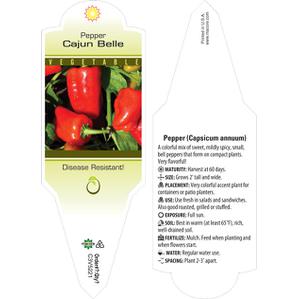 Pepper
Cajun Belle
VEGETABLE
Disease Resistant!
Printed in U.S.A.
Pepper (Capsicum annuum)
A colorful mix of sweet, mildly spicy, small,
bell peppers that form on compact plants.
Very flavorful!
MATURITY: Harvest at 60 days.
SIZE: Grows 2' tall and wide.
PLACEMENT: Very colorful accent plant for
containers or patio planters.
USE: Use fresh in salads and sandwiches.
Also good roasted, grilled or stuffed.
EXPOSURE: Full sun.
SOIL: Best in warm (at least 65°F), rich,
well-drained soil.
FERTILIZE: Mulch. Feed when planting and
when flowers start.
WATER: Regular water use.
SPACING: Plant 2-3' apart.